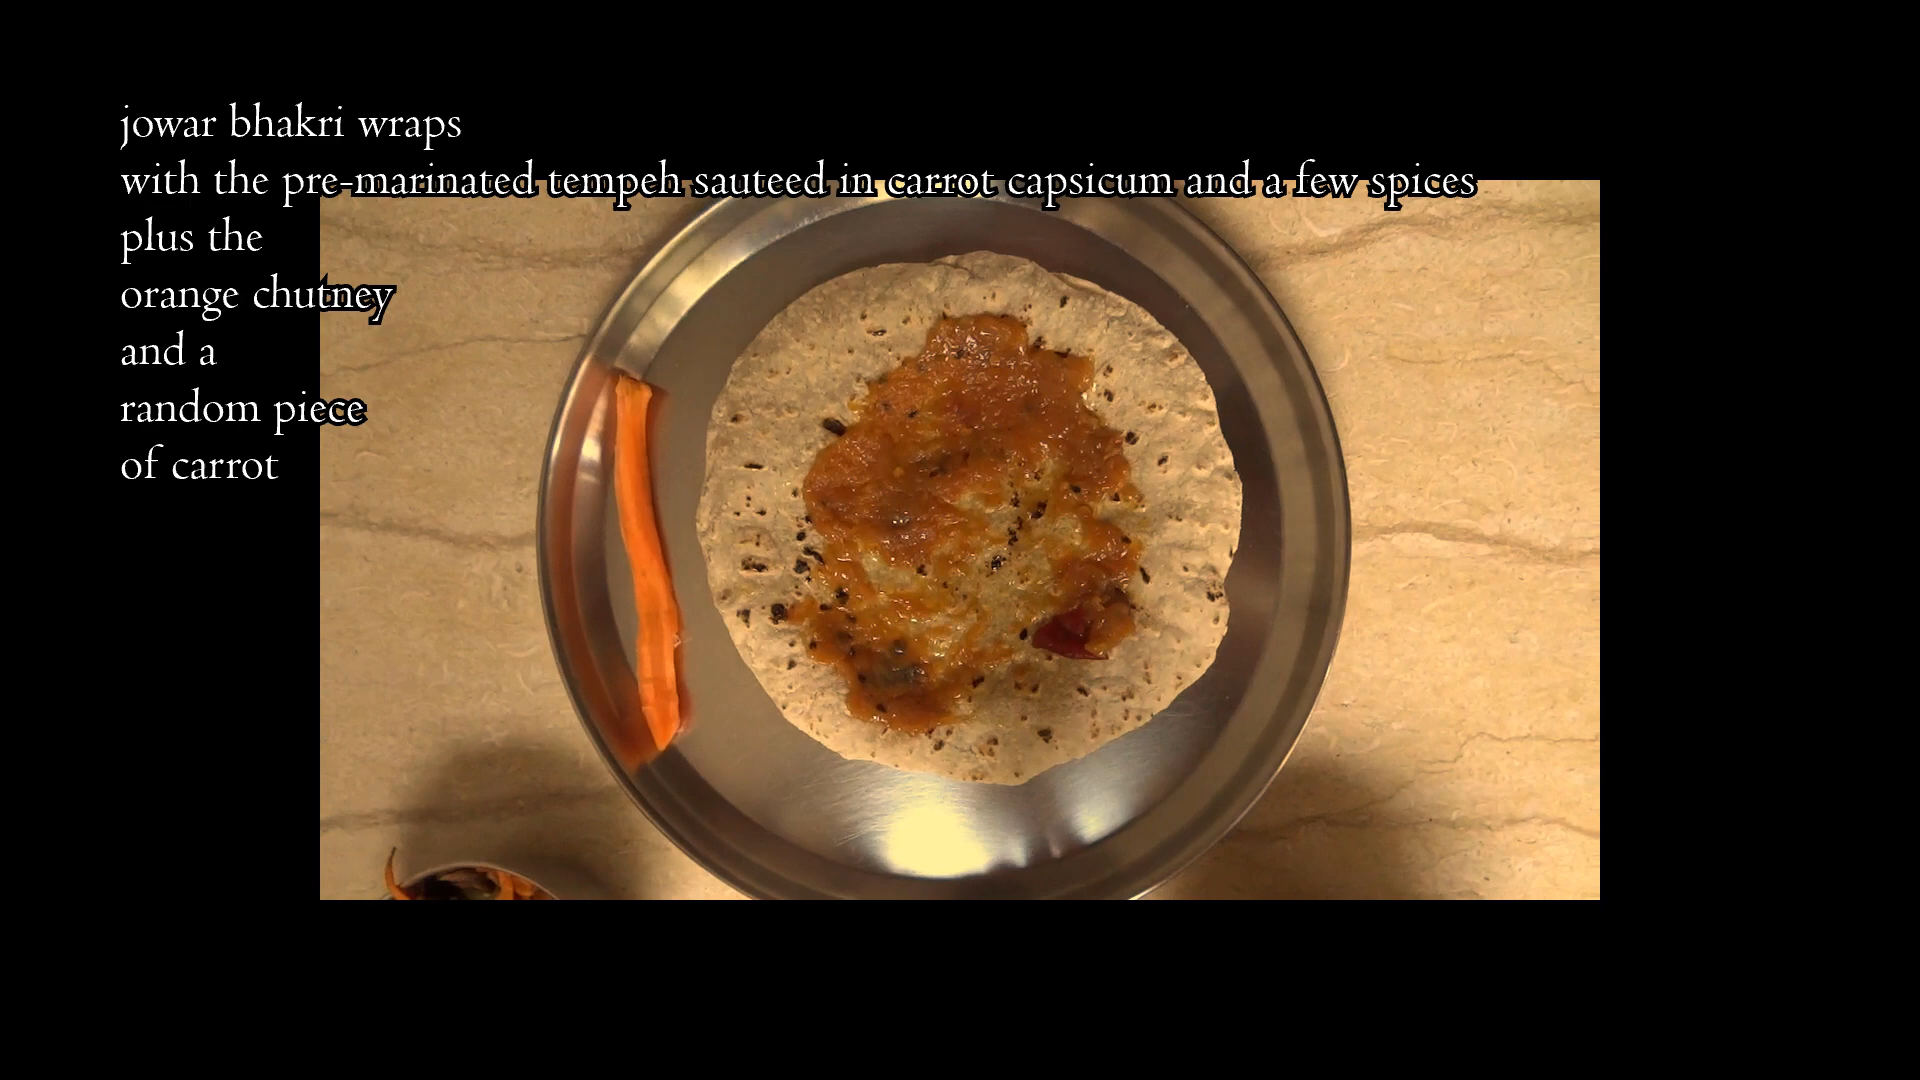 jowar bhakri wraps
with the pre-marinated tempeh sauteed in carrot capsicum and a few spices
plus the
orange chutney
and a
random piece
of carrot